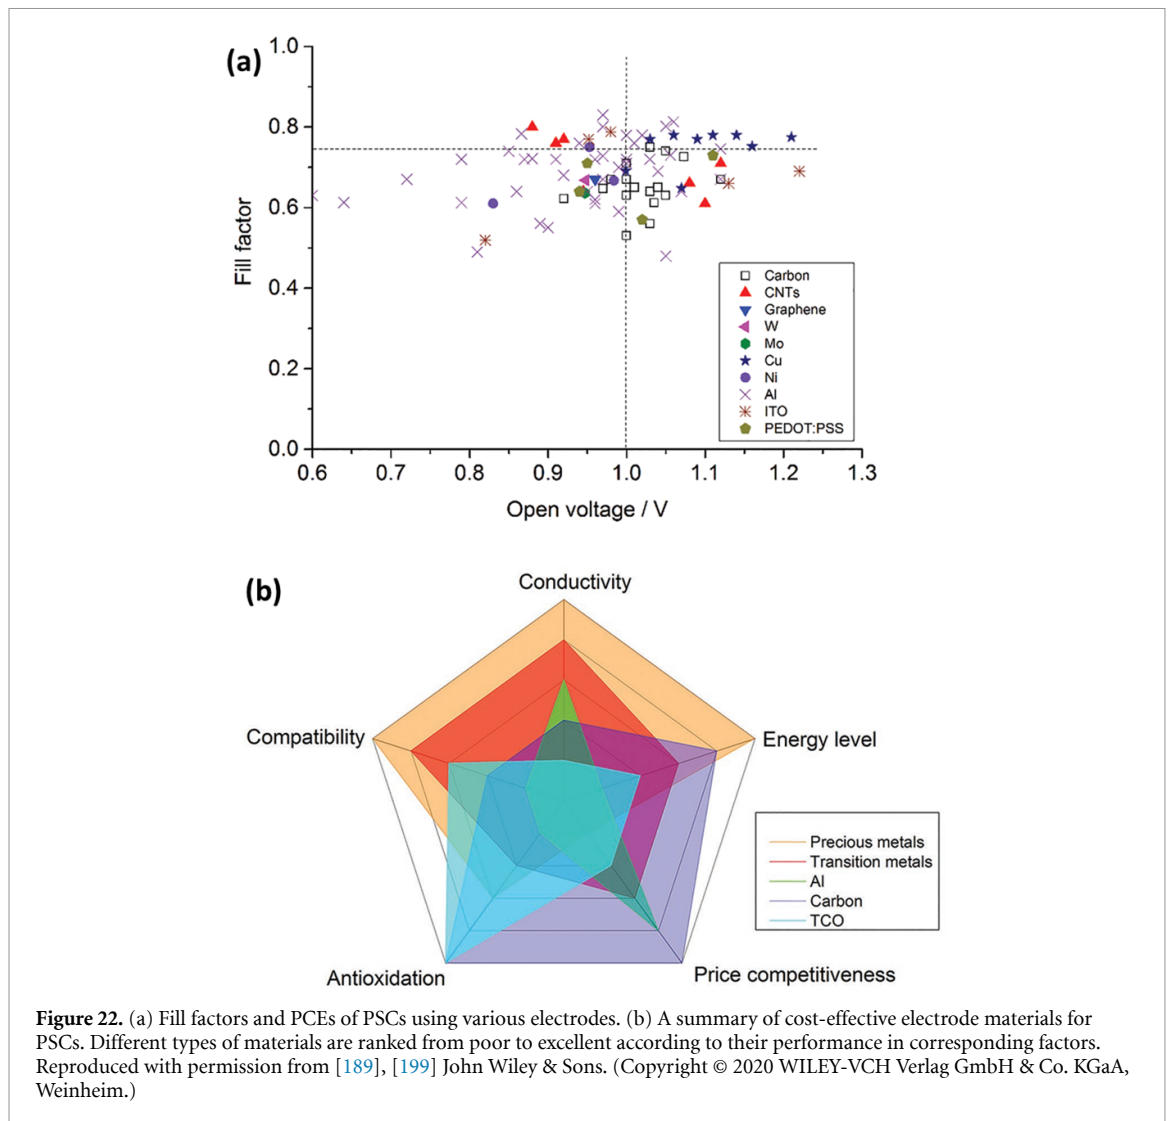 (a)
1.0
0.8
0.6
0.4
0.2
0.0
Fill factor
0.6 0.7 0.8 0.9 1.0 1.1 1.2 1.3
Open voltage / V
Carbon
CNTs
Graphene
W
Mo
Cu
Ni
Al
ITO
PEDOT:PSS
(b)
Conductivity
Compatibility
Energy level
Antioxidation
Price competitiveness
Precious metals
Transition metals
Al
Carbon
TCO
Figure 22. (a) Fill factors and PCEs of PSCs using various electrodes. (b) A summary of cost-effective electrode materials for
PSCs. Different types of materials are ranked from poor to excellent according to their performance in corresponding factors.
Reproduced with permission from [189], [199] John Wiley & Sons. (Copyright © 2020 WILEY-VCH Verlag GmbH & Co. KGaA,
Weinheim.)